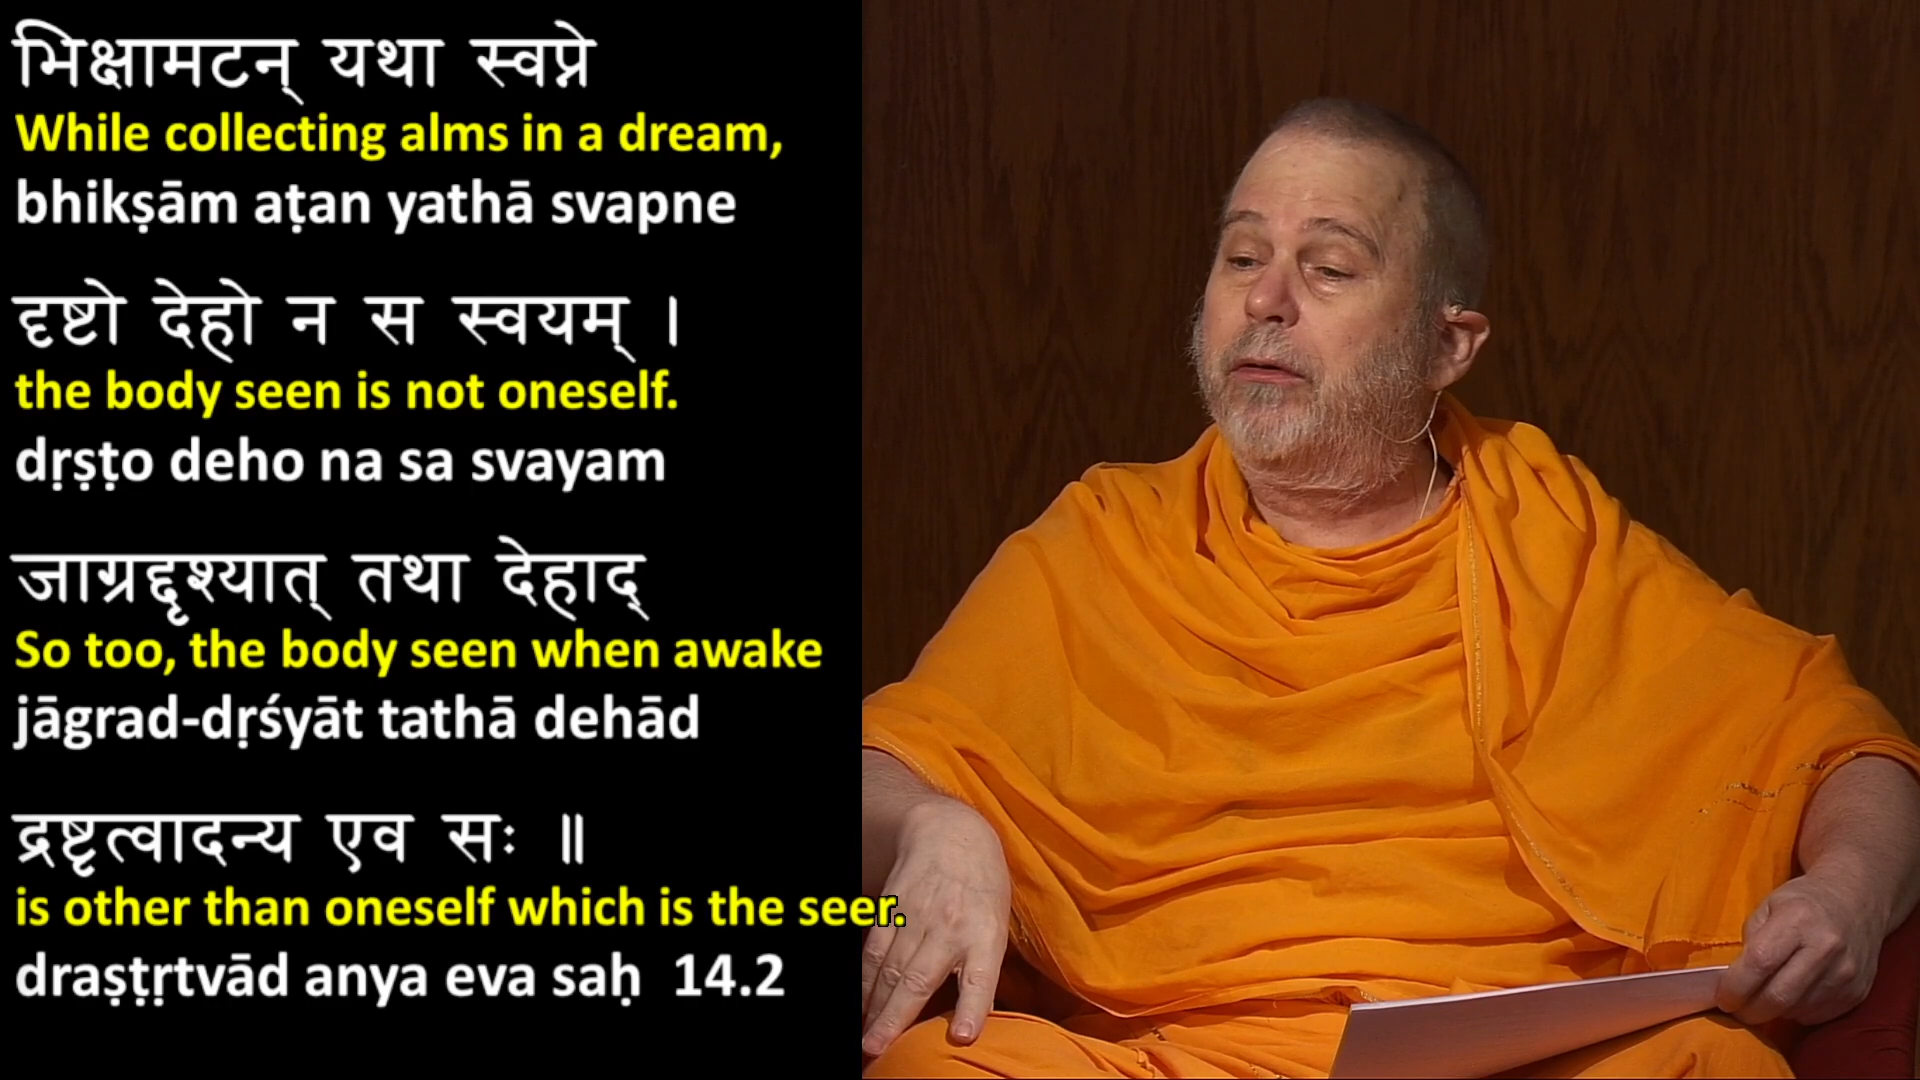 भिक्षामटन् यथा स्वप्ने
While collecting alms in a dream,
bhikṣām aṭan yathā svapne
दृष्टो देहो न स स्वयम् ।
the body seen is not oneself.
dṛṣṭo deho na sa svayam
जाग्रद्दृश्यात् तथा देहाद्
So too, the body seen when awake
jāgrad-dṛśyāt tathā dehād
द्रष्टृत्वादन्य एव सः ॥
is other than oneself which is the seer.
draṣṭṛtvād anya eva saḥ 14.2